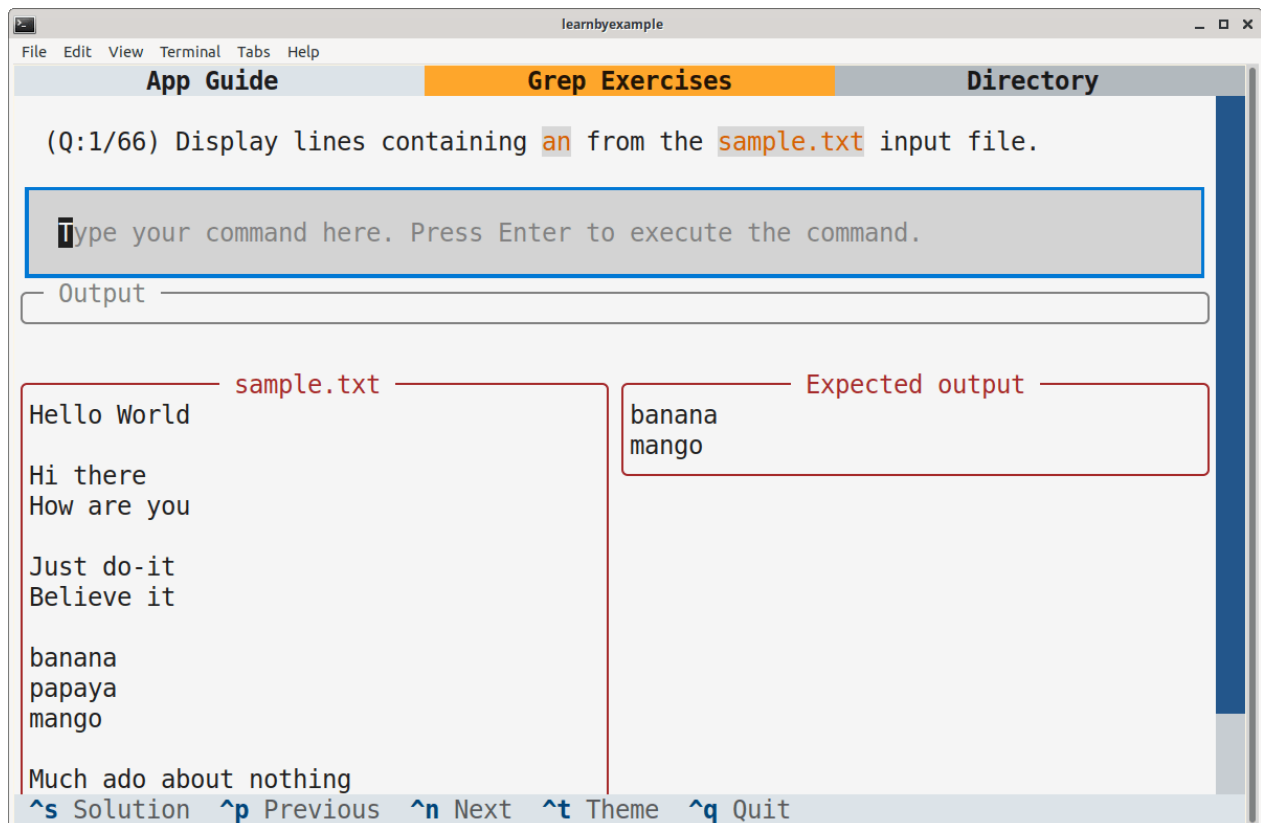 learnbyexample
File Edit View Terminal Tabs Help
App Guide Grep Exercises Directory
(Q:1/66) Display lines containing an from the sample.txt input file.
Type your command here. Press Enter to execute the command.
Output
sample.txt
Hello World
Hi there
How are you
Just do-it
Believe it
banana
papaya
mango
Much ado about nothing
Expected output
banana
mango
^s Solution ^p Previous ^n Next ^t Theme ^q Quit